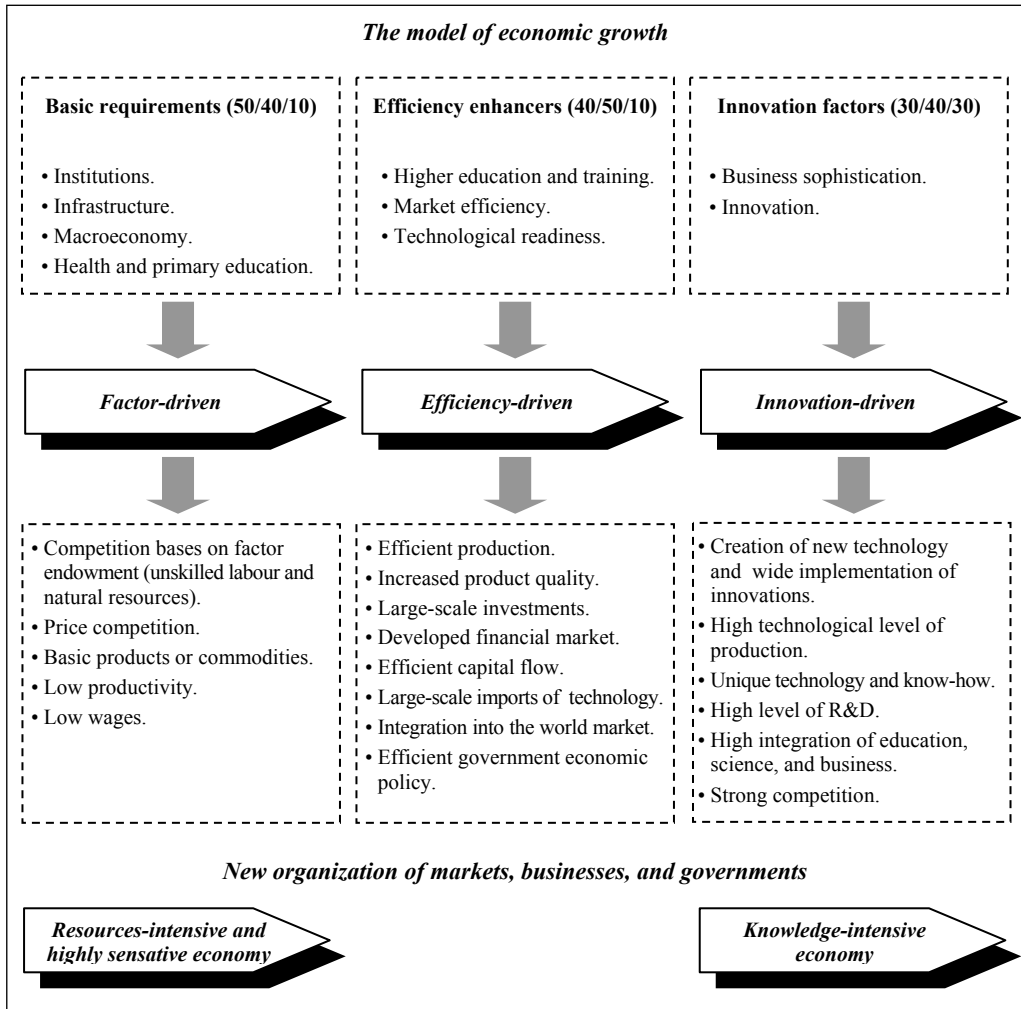 The model of economic growth
Basic requirements (50/40/10)
• Institutions.
• Infrastructure.
• Macroeconomy.
• Health and primary education.
Efficiency enhancers (40/50/10)
• Higher education and training.
• Market efficiency.
• Technological readiness.
Innovation factors (30/40/30)
• Business sophistication.
• Innovation.
Factor-driven
Efficiency-driven
Innovation-driven
• Competition bases on factor
endowment (unskilled labour and
natural resources).
• Price competition.
• Basic products or commodities.
• Low productivity.
• Low wages.
• Efficient production.
• Increased product quality.
• Large-scale investments.
• Developed financial market.
• Efficient capital flow.
• Large-scale imports of technology.
• Integration into the world market.
• Efficient government economic
policy.
• Creation of new technology
and wide implementation of
innovations.
• High technological level of
production.
• Unique technology and know-how.
• High level of R&D.
• High integration of education,
science, and business.
• Strong competition.
New organization of markets, businesses, and governments
Resources-intensive and
highly sensative economy
Knowledge-intensive
economy